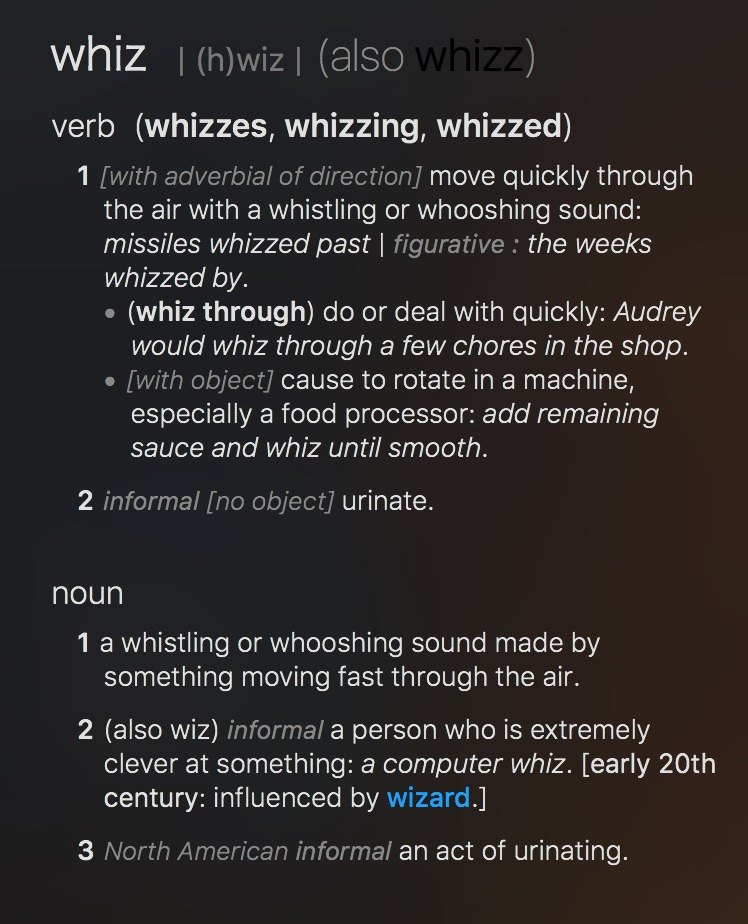 whiz | (h)wiz | (also whizz)
verb (whizzes, whizzing, whizzed)
1 [with adverbial of direction] move quickly through
the air with a whistling or whooshing sound:
missiles whizzed past | figurative : the weeks
whizzed by.
• (whiz through) do or deal with quickly: Audrey
would whiz through a few chores in the shop.
• [with object] cause to rotate in a machine,
especially a food processor: add remaining
sauce and whiz until smooth.
2 informal [no object] urinate.
noun
1 a whistling or whooshing sound made by
something moving fast through the air.
2 (also wiz) informal a person who is extremely
clever at something: a computer whiz. [early 20th
century: influenced by wizard.]
3 North American informal an act of urinating.